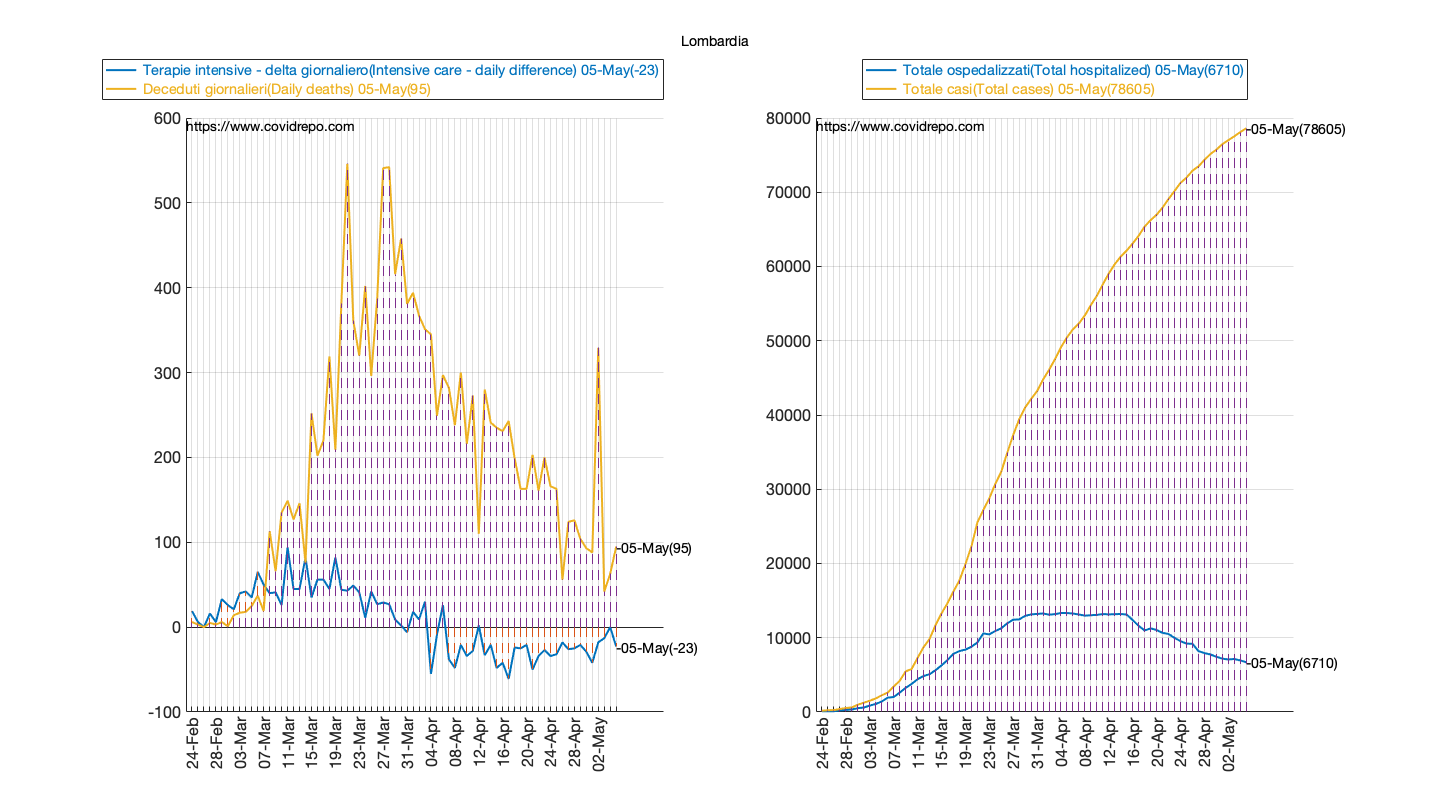 Lombardia
Terapie intensive - delta giornaliero(Intensive care - daily difference) 05-May(-23)
Deceduti giornalieri(Daily deaths) 05-May(95)
https://www.covidrepo.com
600
500
400
300
200
100
0
-100
05-May(95)
05-May(-23)
24-Feb
28-Feb
03-Mar
07-Mar
11-Mar
15-Mar
19-Mar
23-Mar
27-Mar
31-Mar
04-Apr
08-Apr
12-Apr
16-Apr
20-Apr
24-Apr
28-Apr
02-May
Totale ospedalizzati(Total hospitalized) 05-May(6710)
Totale casi(Total cases) 05-May(78605)
https://www.covidrepo.com
80000
70000
60000
50000
40000
30000
20000
10000
0
05-May(78605)
05-May(6710)
24-Feb
28-Feb
03-Mar
07-Mar
11-Mar
15-Mar
19-Mar
23-Mar
27-Mar
31-Mar
04-Apr
08-Apr
12-Apr
16-Apr
20-Apr
24-Apr
28-Apr
02-May